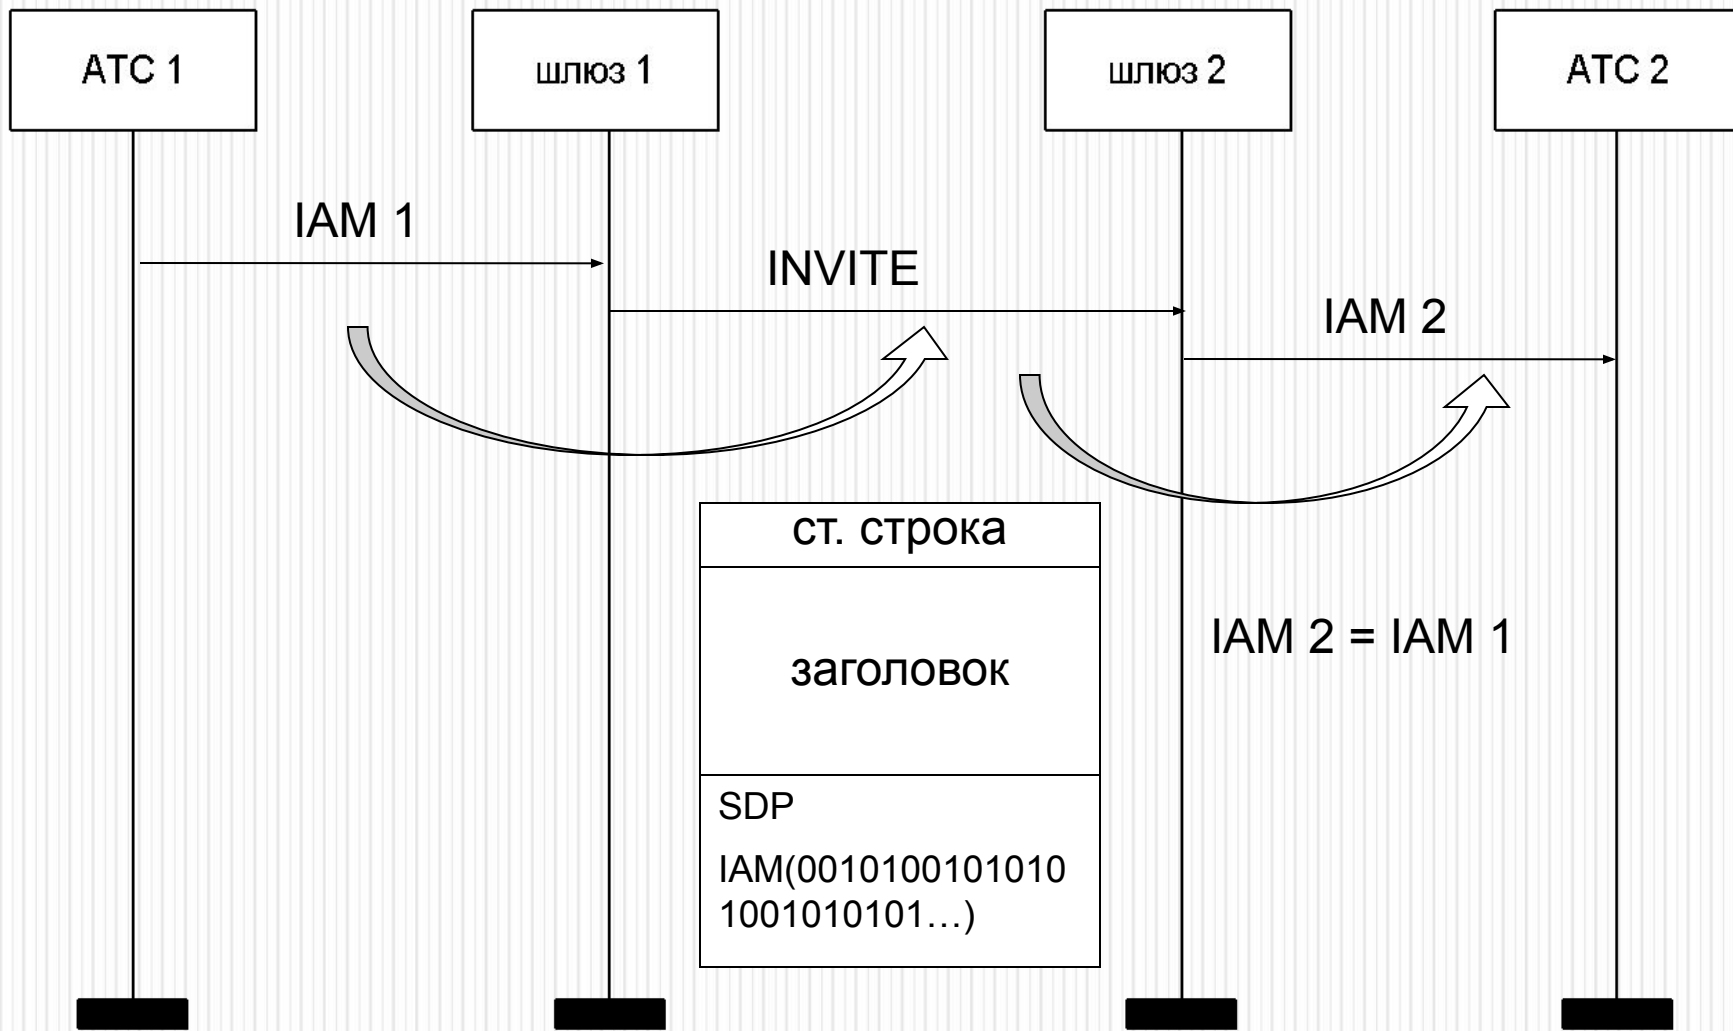 АТС 1
шлюз 1
шлюз 2
АТС 2
IAM 1
INVITE
IAM 2
ст. строка
заголовок
IAM 2 = IAM 1
SDP
IAM(0010100101010
1001010101…)